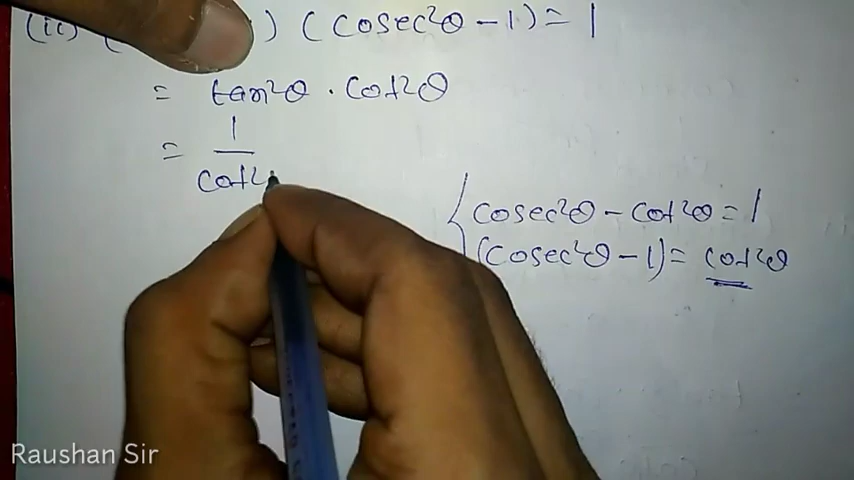 (ii) ( ) (cosec²θ - 1) = 1
= tan²θ . cot²θ
= 1
cot²
cosec²θ - cot²θ = 1
(cosec²θ - 1) = cot²θ
Raushan Sir